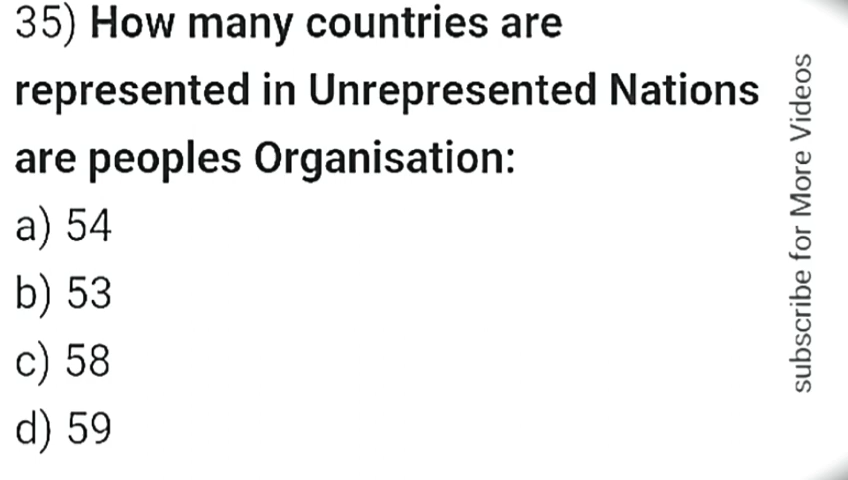 35) How many countries are
represented in Unrepresented Nations
are peoples Organisation:
a) 54
b) 53
c) 58
d) 59
subscribe for More Videos